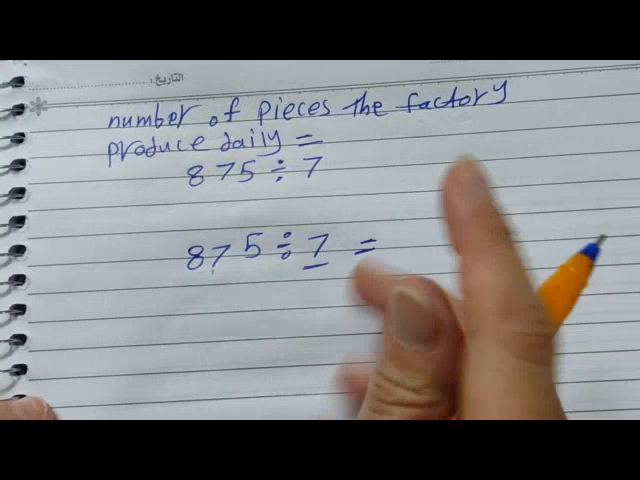 التاريخ:
number of pieces the factory
produce daily =
875 ÷ 7
875 ÷ 7 =